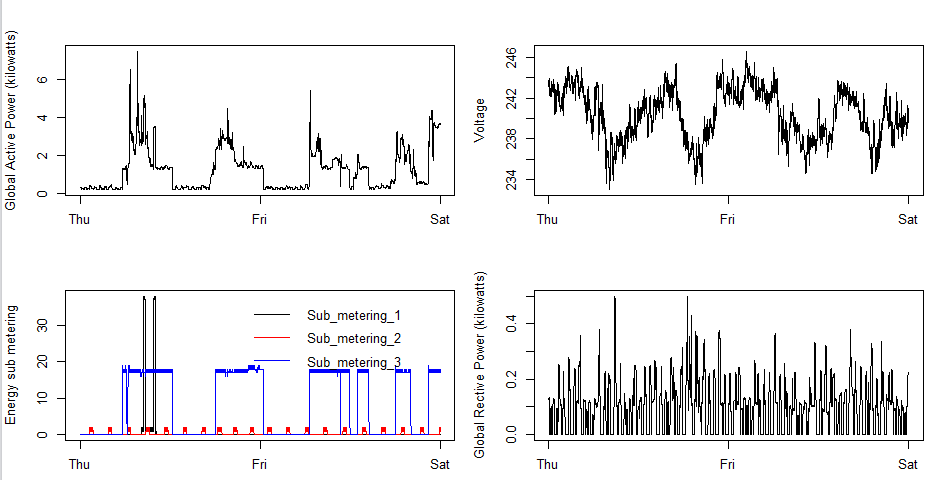 Global Active Power (kilowatts)
0 2 4 6
Thu Fri Sat
Voltage
234 238 242 246
Thu Fri Sat
Energy sub metering
0 10 20 30
Sub_metering_1
Sub_metering_2
Sub_metering_3
Thu Fri Sat
Global Rective Power (kilowatts)
0.0 0.2 0.4
Thu Fri Sat